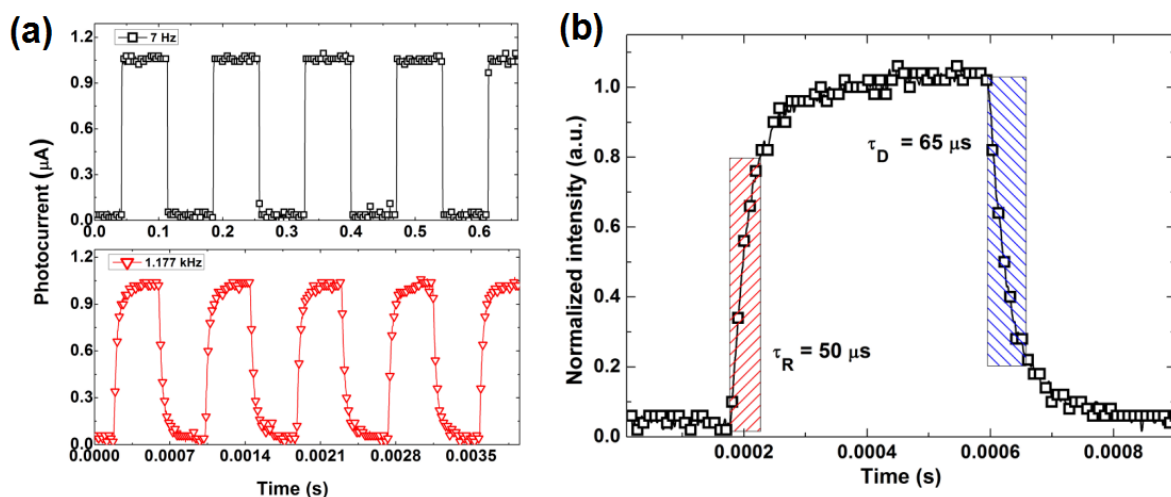 (a)
Photocurrent (μA)
1.2
0.9
0.6
0.3
0.0
7 Hz
0.0 0.1 0.2 0.3 0.4 0.5 0.6
1.2
0.9
0.6
0.3
0.0
1.177 kHz
0.0000 0.0007 0.0014 0.0021 0.0028 0.0035
Time (s)
(b)
Normalized intensity (a.u.)
1.0
0.8
0.6
0.4
0.2
0.0
τD = 65 μs
τR = 50 μs
0.0002 0.0004 0.0006 0.0008
Time (s)